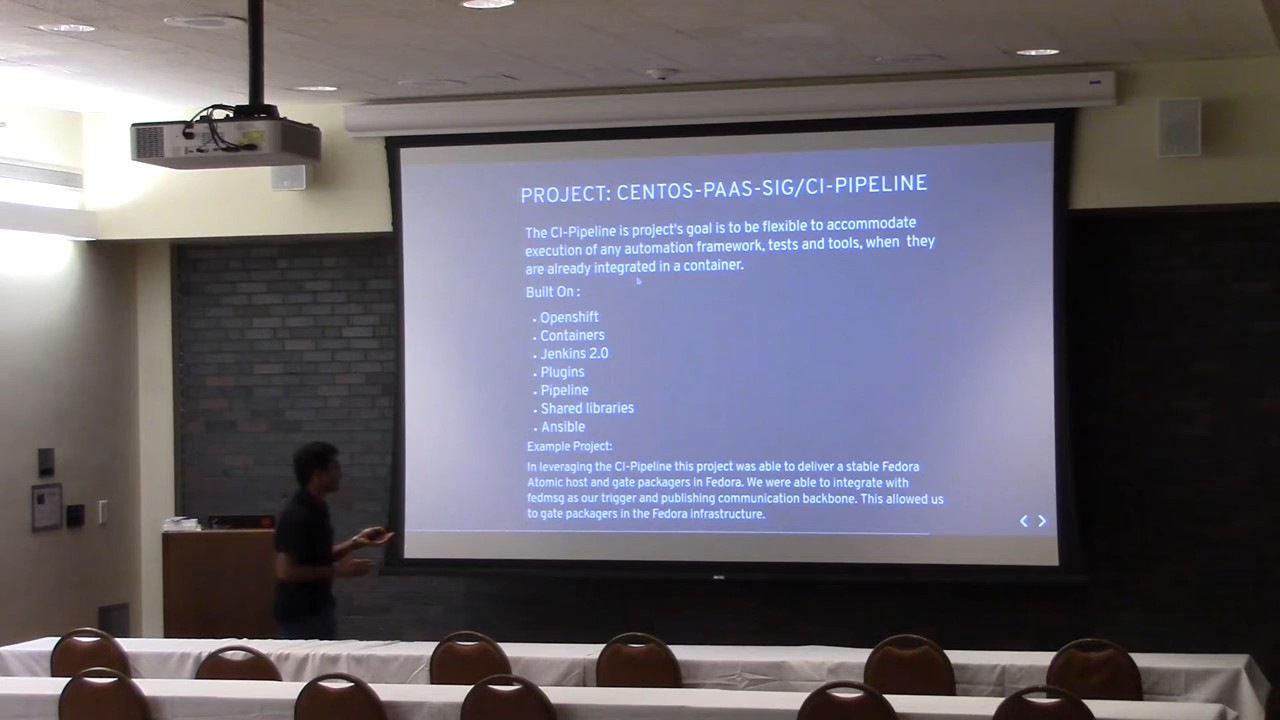 PROJECT: CENTOS-PAAS-SIG/CI-PIPELINE
The CI-Pipeline is project's goal is to be flexible to accommodate
execution of any automation framework, tests and tools, when they
are already integrated in a container.
Built On :
• Openshift
• Containers
• Jenkins 2.0
• Plugins
• Pipeline
• Shared libraries
• Ansible
Example Project:
In leveraging the CI-Pipeline this project was able to deliver a stable Fedora
Atomic host and gate packagers in Fedora. We were able to integrate with
fedmsg as our trigger and publishing communication backbone. This allowed us
to gate packagers in the Fedora infrastructure.